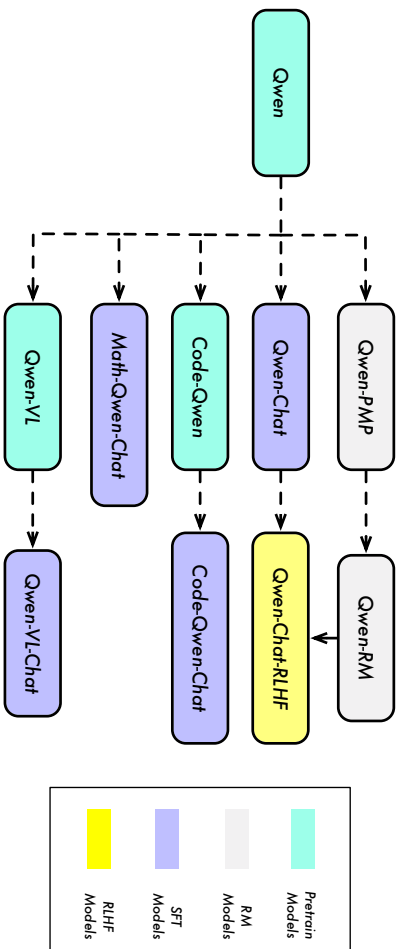 Qwen
Qwen-PMP
Qwen-RM
Qwen-Chat
Qwen-Chat-RLHF
Code-Qwen
Code-Qwen-Chat
Math-Qwen-Chat
Qwen-VL
Qwen-VL-Chat
Pretrain
Models
RM
Models
SFT
Models
RLHF
Models